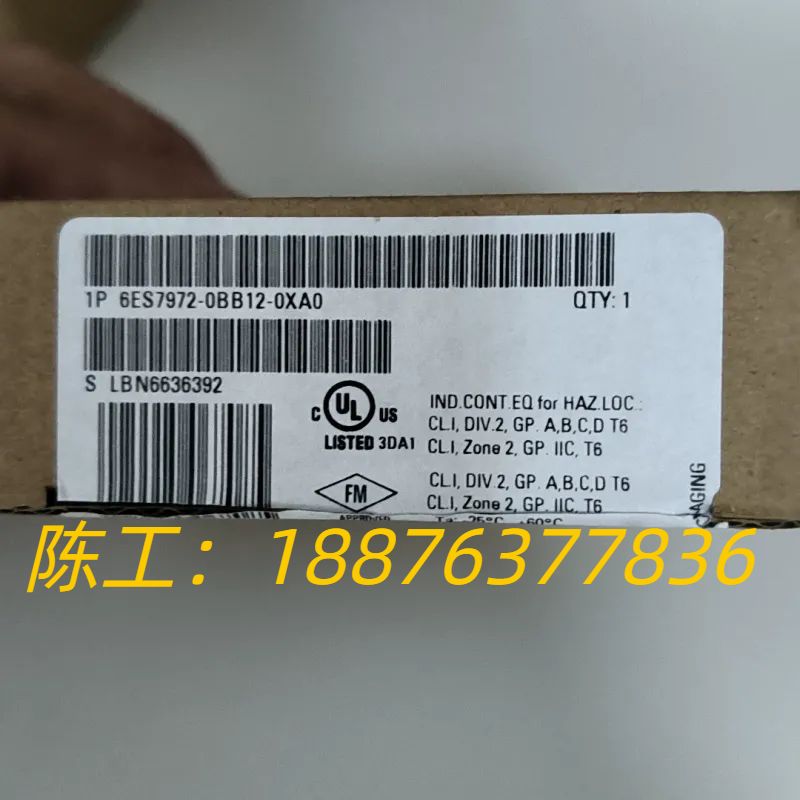 1P 6ES7972-0BB12-0XA0 QTY: 1
S LBN6636392
C UL US
LISTED 3DA1
IND.CONT.EQ for HAZ.LOC.:
CL.I, DIV.2, GP. A,B,C,D T6
CL.I, Zone 2, GP. IIC, T6
FM
APPROVED
CL.I, DIV.2, GP. A,B,C,D T6
CL.I, Zone 2, GP. IIC, T6
陈工：18876377836